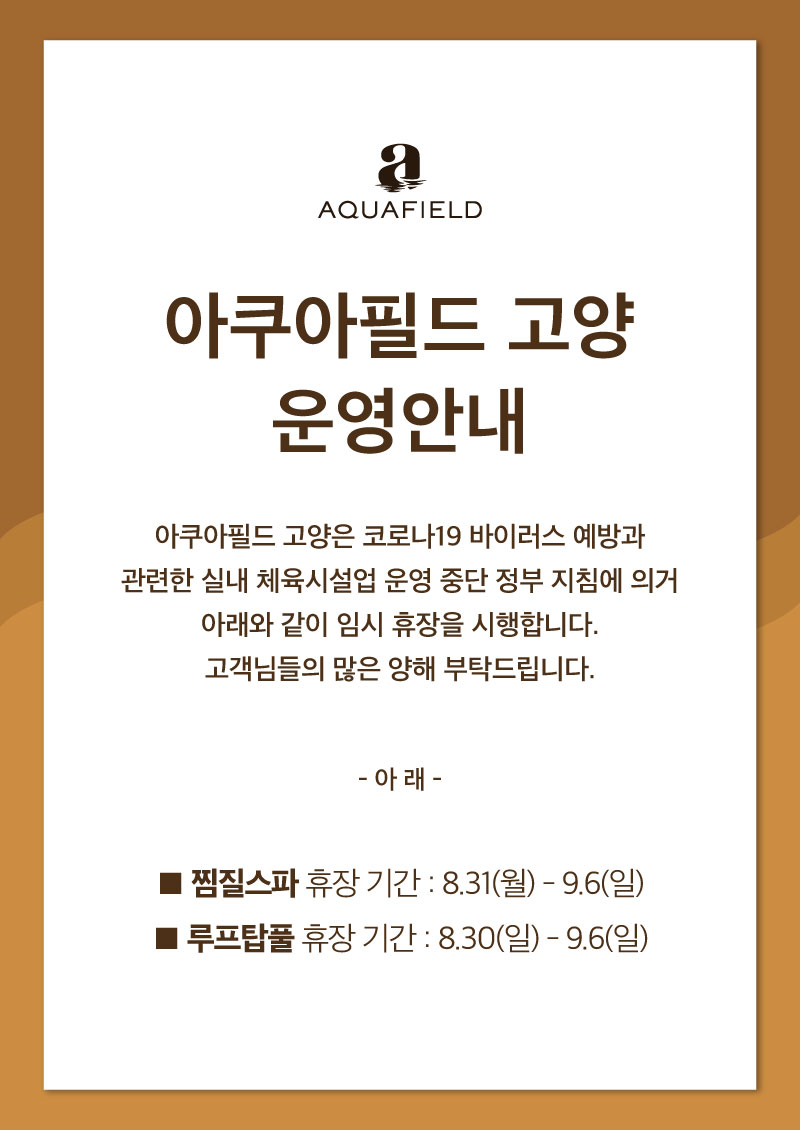 a
AQUAFIELD
아쿠아필드 고양
운영안내
아쿠아필드 고양은 코로나19 바이러스 예방과
관련한 실내 체육시설업 운영 중단 정부 지침에 의거
아래와 같이 임시 휴장을 시행합니다.
고객님들의 많은 양해 부탁드립니다.
- 아 래 -
■ 찜질스파 휴장 기간 : 8.31(월) - 9.6(일)
■ 루프탑풀 휴장 기간 : 8.30(일) - 9.6(일)